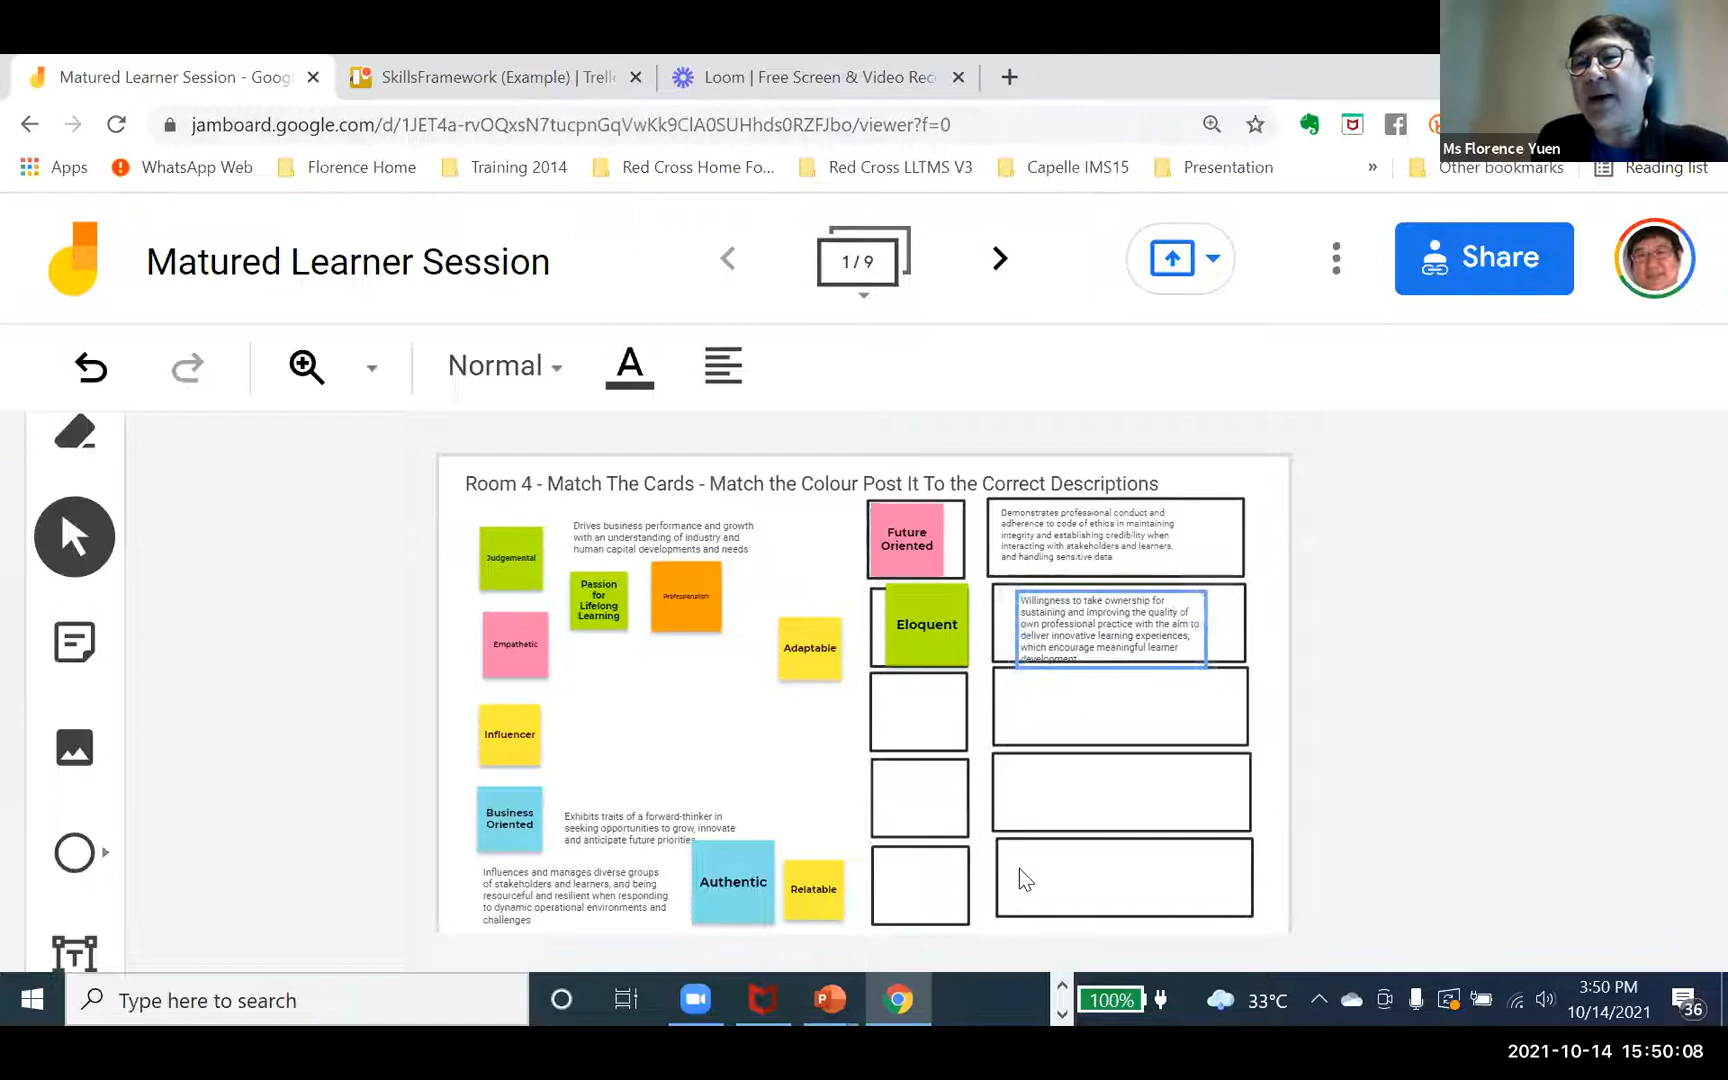 Matured Learner Session - Goog
SkillsFramework (Example) | Trell
Loom | Free Screen & Video Rec
jamboard.google.com/d/1JET4a-rvOQxsN7tucpnGqVwKk9ClA0SUHhds0RZFJbo/viewer?f=0
Ms Florence Yuen
Apps
WhatsApp Web
Florence Home
Training 2014
Red Cross Home Fo...
Red Cross LLTMS V3
Capelle IMS15
Presentation
»
Other bookmarks
Reading list
Matured Learner Session
1 / 9
Share
Normal
A
Room 4 - Match The Cards - Match the Colour Post It To the Correct Descriptions
Judgemental
Drives business performance and growth
with an understanding of industry and
human capital developments and needs
Passion
for
Lifelong
Learning
Professionalism
Empathetic
Adaptable
Influencer
Business
Oriented
Exhibits traits of a forward-thinker in
seeking opportunities to grow, innovate
and anticipate future priorities
Influences and manages diverse groups
of stakeholders and learners, and being
resourceful and resilient when responding
to dynamic operational environments and
challenges
Authentic
Relatable
Future
Oriented
Demonstrates professional conduct and
adherence to code of ethics in maintaining
integrity and establishing credibility when
interacting with stakeholders and learners,
and handling sensitive data
Eloquent
Willingness to take ownership for
sustaining and improving the quality of
own professional practice with the aim to
deliver innovative learning experiences,
which encourage meaningful learner
development
Type here to search
100%
33°C
3:50 PM
10/14/2021
36
2021-10-14 15:50:08